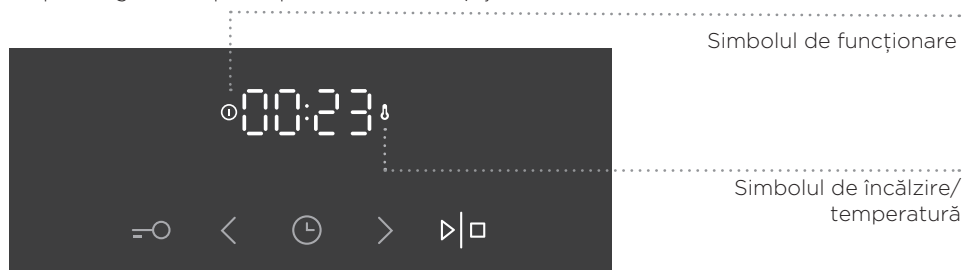 Simbolul de funcționare
00:23
Simbolul de încălzire/
temperatură